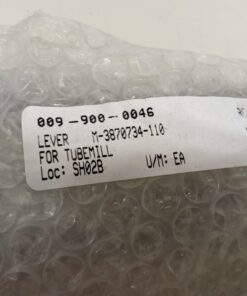 009-900-0046
LEVER M-3870734-110
FOR TUBEMILL
Loc: SH02B U/M: EA